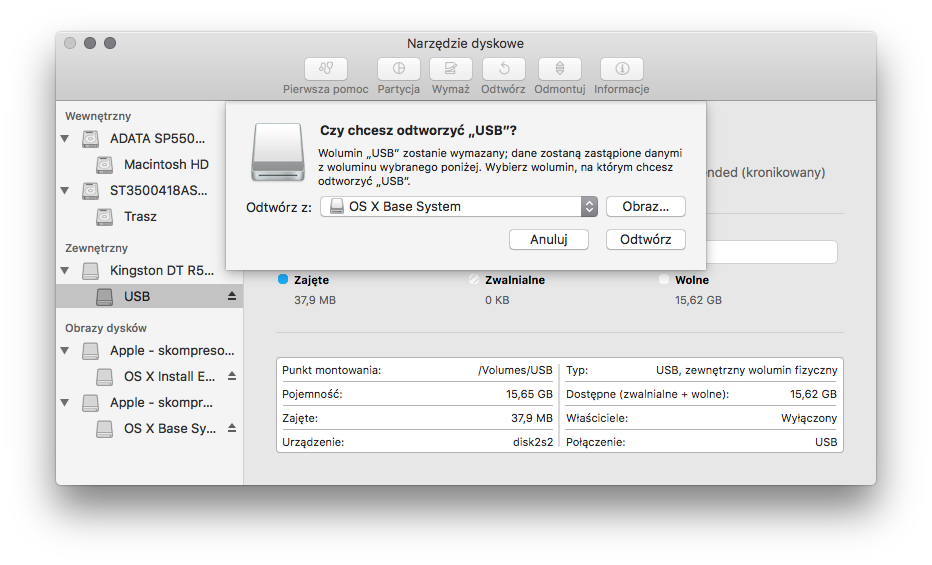 Narzędzie dyskowe
Pierwsza pomoc Partycja Wymaż Odtwórz Odmontuj Informacje
Wewnętrzny
ADATA SP550...
Macintosh HD
ST3500418AS...
Trasz
Zewnętrzny
Kingston DT R5...
USB
Obrazy dysków
Apple - skompreso...
OS X Install E...
Apple - skompr...
OS X Base Sy...
Czy chcesz odtworzyć „USB”?
Wolumin „USB” zostanie wymazany; dane zostaną zastąpione danymi
z woluminu wybranego poniżej. Wybierz wolumin, na którym chcesz
odtworzyć „USB”.
Odtwórz z: OS X Base System Obraz...
Anuluj Odtwórz
nded (kronikowany)
Zajęte Zwalnialne Wolne
37,9 MB 0 KB 15,62 GB
Punkt montowania: /Volumes/USB Typ: USB, zewnętrzny wolumin fizyczny
Pojemność: 15,65 GB Dostępne (zwalnialne + wolne): 15,62 GB
Zajęte: 37,9 MB Właściciele: Wyłączony
Urządzenie: disk2s2 Połączenie: USB